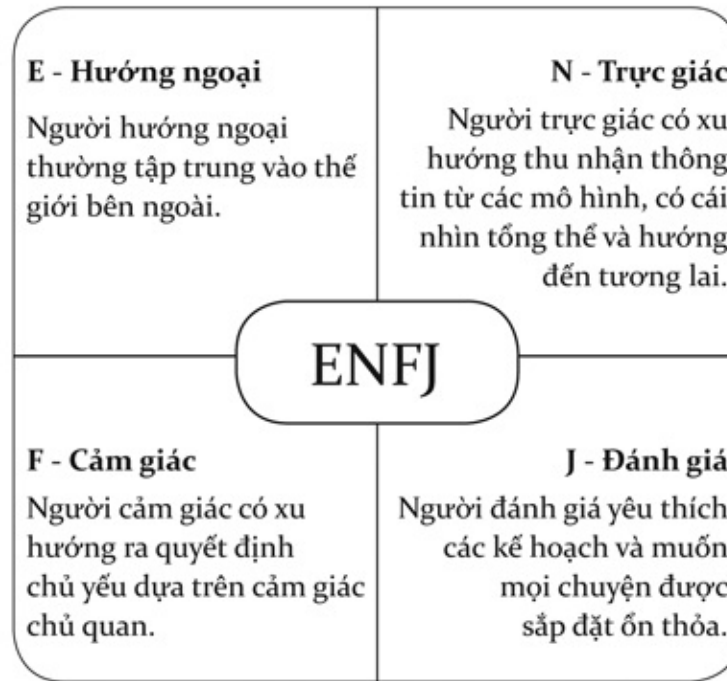 E - Hướng ngoại
Người hướng ngoại
thường tập trung vào thế
giới bên ngoài.
N - Trực giác
Người trực giác có xu
hướng thu nhận thông
tin từ các mô hình, có cái
nhìn tổng thể và hướng
đến tương lai.
ENFJ
F - Cảm giác
Người cảm giác có xu
hướng ra quyết định
chủ yếu dựa trên cảm giác
chủ quan.
J - Đánh giá
Người đánh giá yêu thích
các kế hoạch và muốn
mọi chuyện được
sắp đặt ổn thỏa.